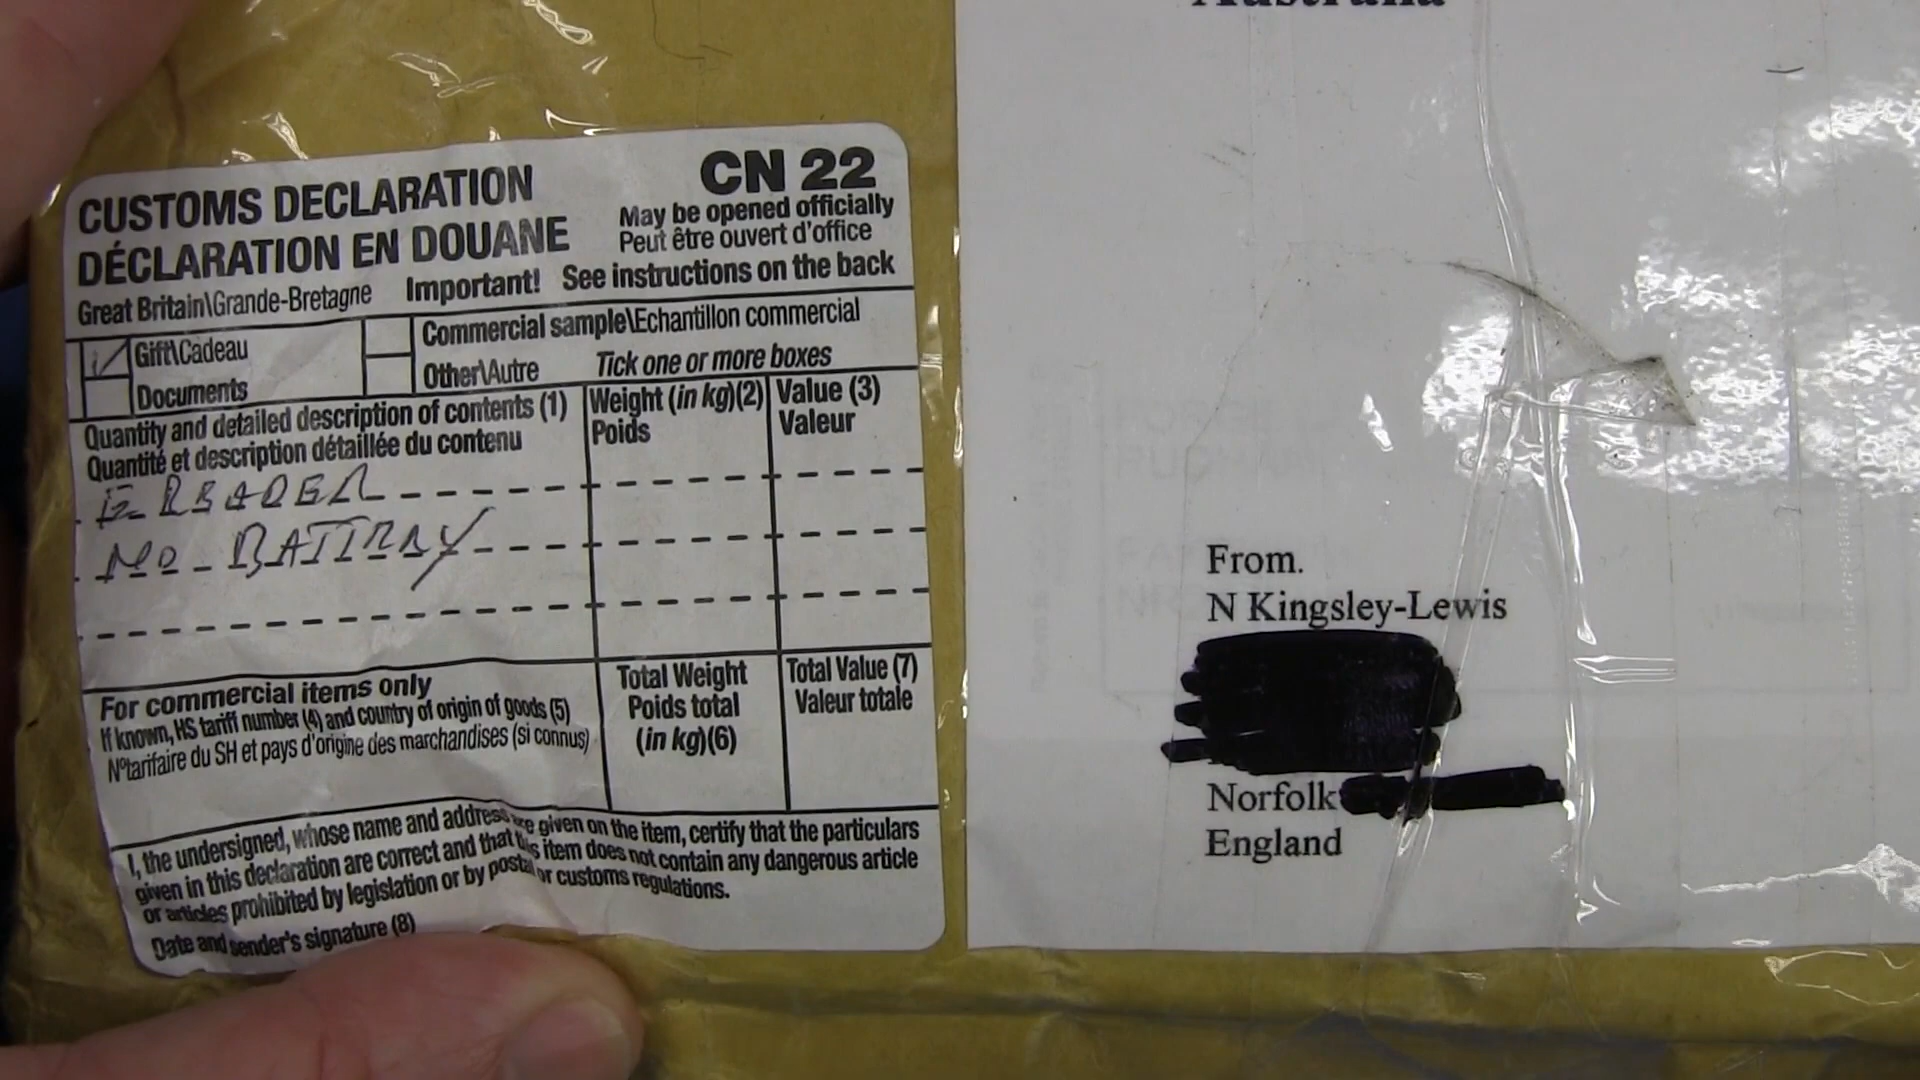 CUSTOMS DECLARATION
DÉCLARATION EN DOUANE
Great Britain\Grande-Bretagne
CN 22
May be opened officially
Peut être ouvert d'office
Important! See instructions on the back
Gift\Cadeau
Documents
Commercial sample\Echantillon commercial
Other\Autre Tick one or more boxes
Quantity and detailed description of contents (1)
Quantité et description détaillée du contenu
Weight (in kg)(2)
Poids
Value (3)
Valeur
E READER
NO BATTERY
For commercial items only
If known, HS tariff number (4) and country of origin of goods (5)
N°tarifaire du SH et pays d'origine des marchandises (si connus)
Total Weight
Poids total
(in kg)(6)
Total Value (7)
Valeur totale
I, the undersigned, whose name and address are given on the item, certify that the particulars
given in this declaration are correct and that this item does not contain any dangerous article
or articles prohibited by legislation or by postal or customs regulations.
Date and sender's signature (8)
Australia
From.
N Kingsley-Lewis
Norfolk
England